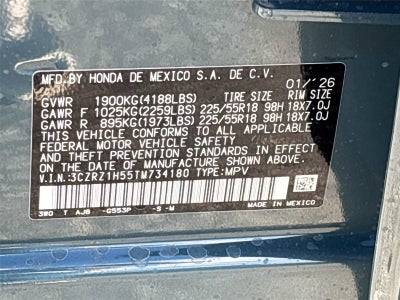 MFD.BY HONDA DE MEXICO S.A. DE C.V.
01/'26
GVWR 1900KG(4188LBS) TIRE SIZE RIM SIZE
GAWR F 1025KG(2259LBS) 225/55R18 98H 18X7.0J
GAWR R 895KG(1973LBS) 225/55R18 98H 18X7.0J
THIS VEHICLE CONFORMS TO ALL APPLICABLE
FEDERAL MOTOR VEHICLE SAFETY
AND THEFT PREVENTION STANDARDS IN EFFECT
ON THE DATE OF MANUFACTURE SHOWN ABOVE.
V.I.N.:3CZRZ1H55TM734180 TYPE:MPV
3W0 T AJ6 -GS53P -S -M MADE IN MEXICO